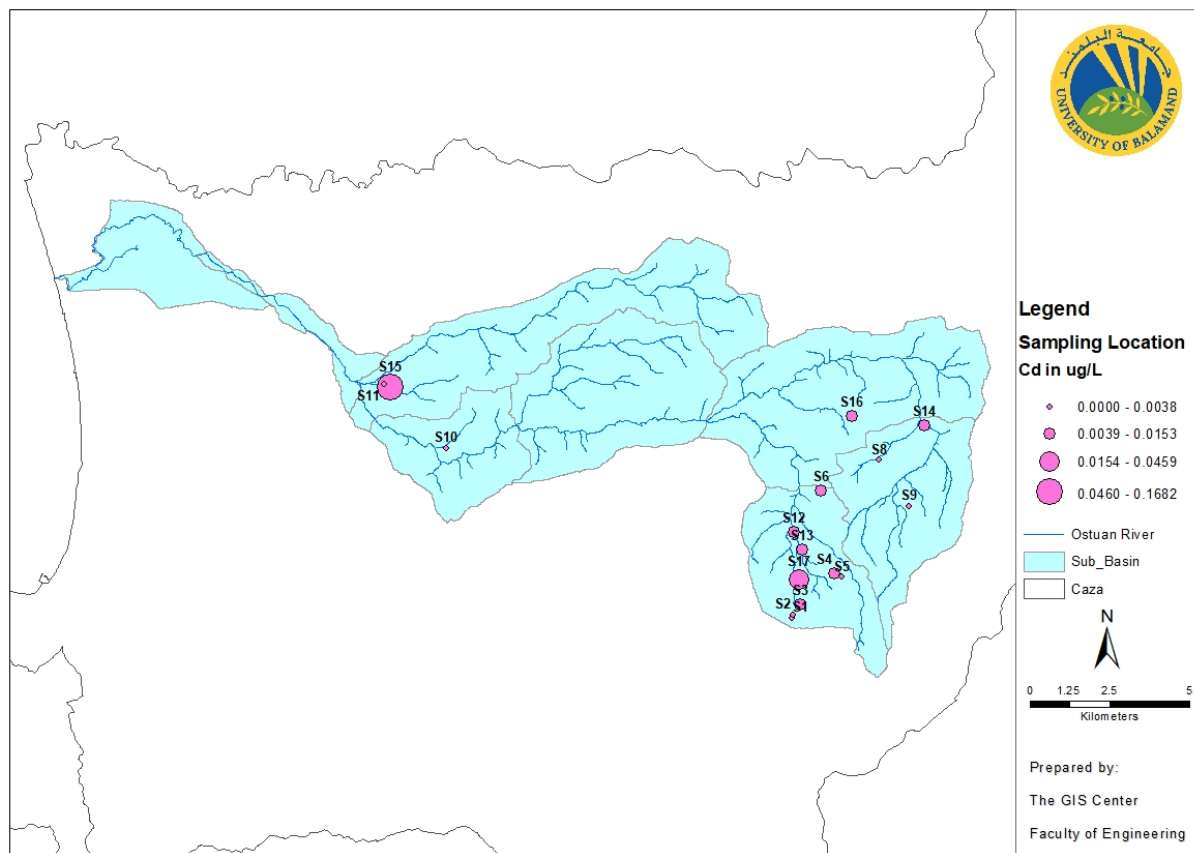 جامعة البلمند
UNIVERSITY OF BALAMAND
S15
S11
S10
S16
S14
S8
S6
S9
S12
S13
S4
S17
S5
S3
S2
S1
Legend
Sampling Location
Cd in ug/L
0.0000 - 0.0038
0.0039 - 0.0153
0.0154 - 0.0459
0.0460 - 0.1682
Ostuan River
Sub_Basin
Caza
N
0 1.25 2.5 5
Kilometers
Prepared by:
The GIS Center
Faculty of Engineering